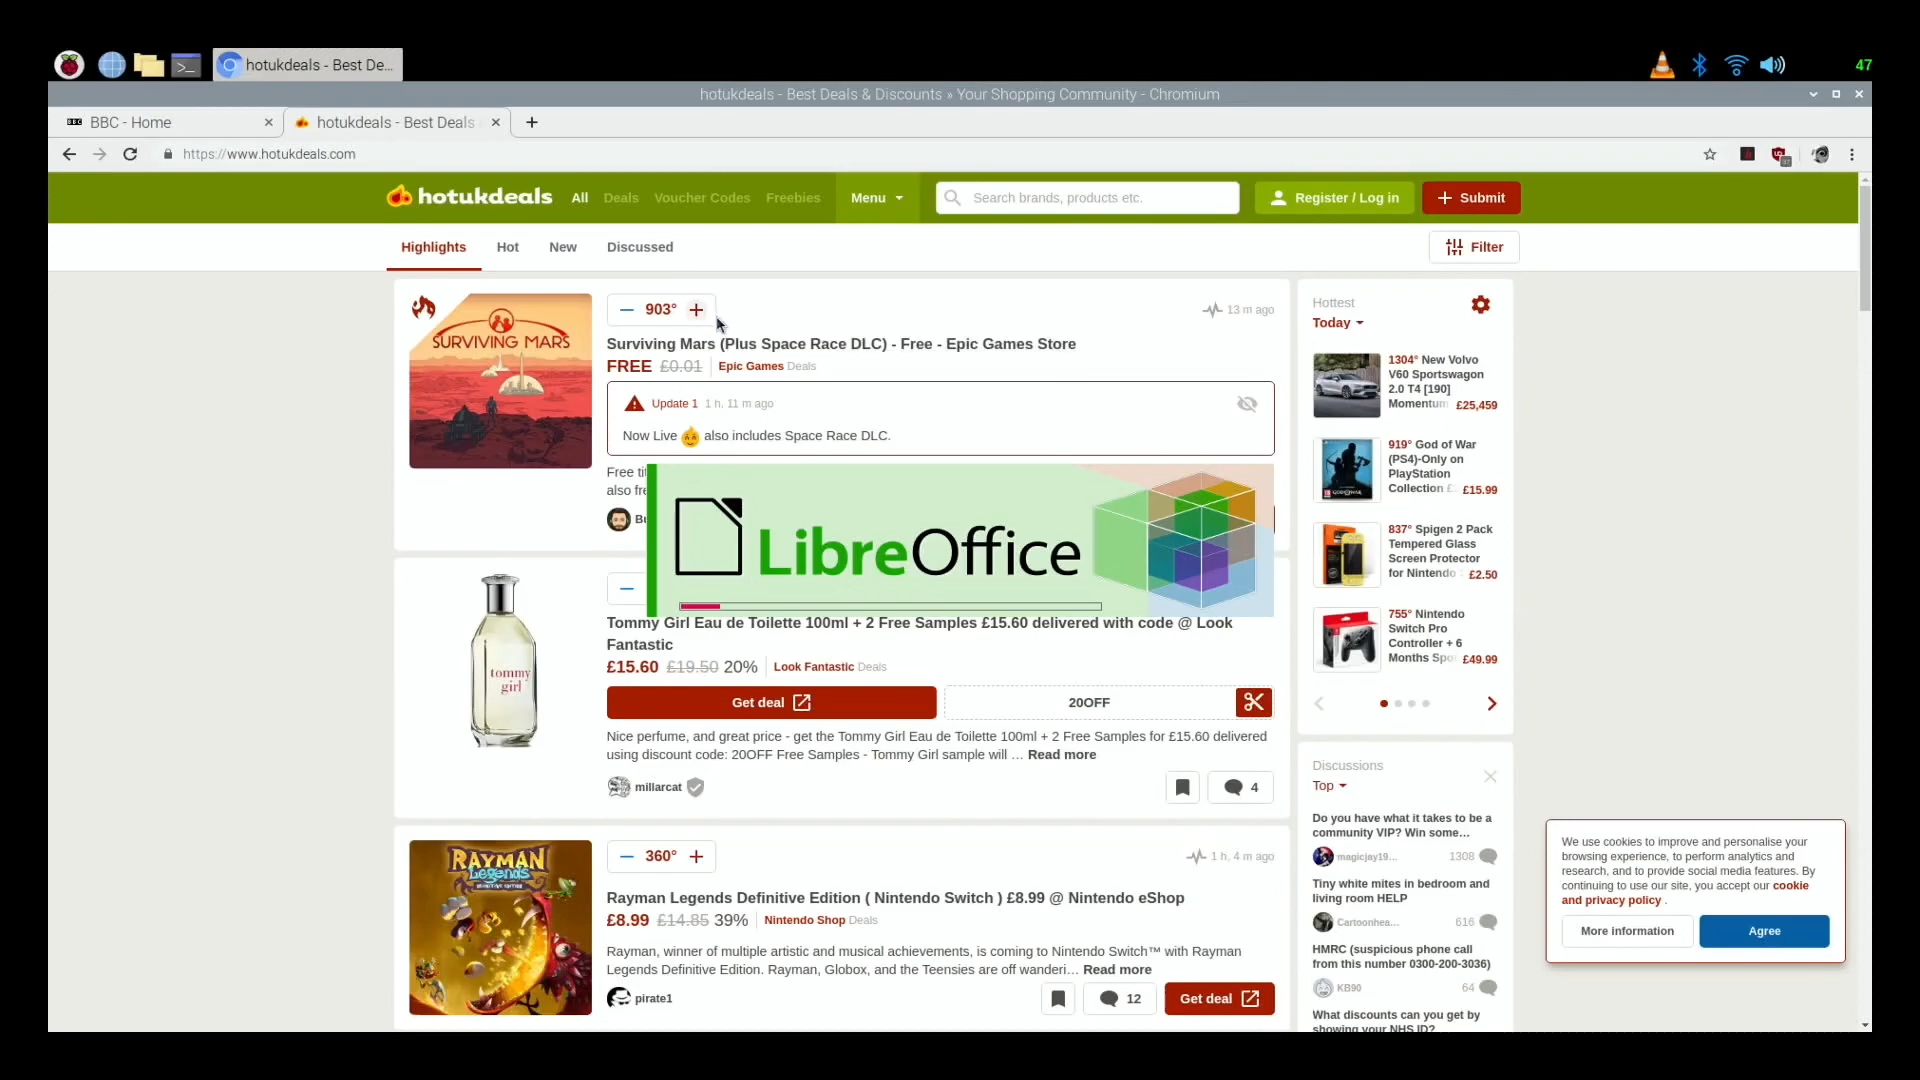 hotukdeals - Best De...
47
hotukdeals - Best Deals & Discounts » Your Shopping Community - Chromium
BBC - Home
hotukdeals - Best Deals
https://www.hotukdeals.com
hotukdeals
All
Deals
Voucher Codes
Freebies
Menu
Search brands, products etc.
Register / Log in
Submit
Highlights
Hot
New
Discussed
Filter
SURVIVING MARS
903°
13 m ago
Surviving Mars (Plus Space Race DLC) - Free - Epic Games Store
FREE £0.01 Epic Games Deals
Update 1 1 h, 11 m ago
Now Live also includes Space Race DLC.
Free
also
LibreOffice
tommy
girl
Tommy Girl Eau de Toilette 100ml + 2 Free Samples £15.60 delivered with code @ Look
Fantastic
£15.60 £19.50 20% Look Fantastic Deals
Get deal
20OFF
Nice perfume, and great price - get the Tommy Girl Eau de Toilette 100ml + 2 Free Samples for £15.60 delivered
using discount code: 20OFF Free Samples - Tommy Girl sample will … Read more
millarcat
4
RAYMAN
Legends
DEFINITIVE EDITION
360°
1 h, 4 m ago
Rayman Legends Definitive Edition ( Nintendo Switch ) £8.99 @ Nintendo eShop
£8.99 £14.85 39% Nintendo Shop Deals
Rayman, winner of multiple artistic and musical achievements, is coming to Nintendo Switch™ with Rayman
Legends Definitive Edition. Rayman, Globox, and the Teensies are off wanderi… Read more
pirate1
12
Get deal
Hottest
Today
1304° New Volvo
V60 Sportswagon
2.0 T4 [190]
Momentum £25,459
919° God of War
(PS4)-Only on
PlayStation
Collection £ £15.99
837° Spigen 2 Pack
Tempered Glass
Screen Protector
for Nintendo £2.50
755° Nintendo
Switch Pro
Controller + 6
Months Spo £49.99
Discussions
Top
Do you have what it takes to be a
community VIP? Win some...
magicjay19... 1308
Tiny white mites in bedroom and
living room HELP
Cartoonhea... 616
HMRC (suspicious phone call
from this number 0300-200-3036)
KB90 64
What discounts can you get by
showing your NHS ID?
We use cookies to improve and personalise your
browsing experience, to perform analytics and
research, and to provide social media features. By
continuing to use our site, you accept our cookie
and privacy policy .
More information
Agree